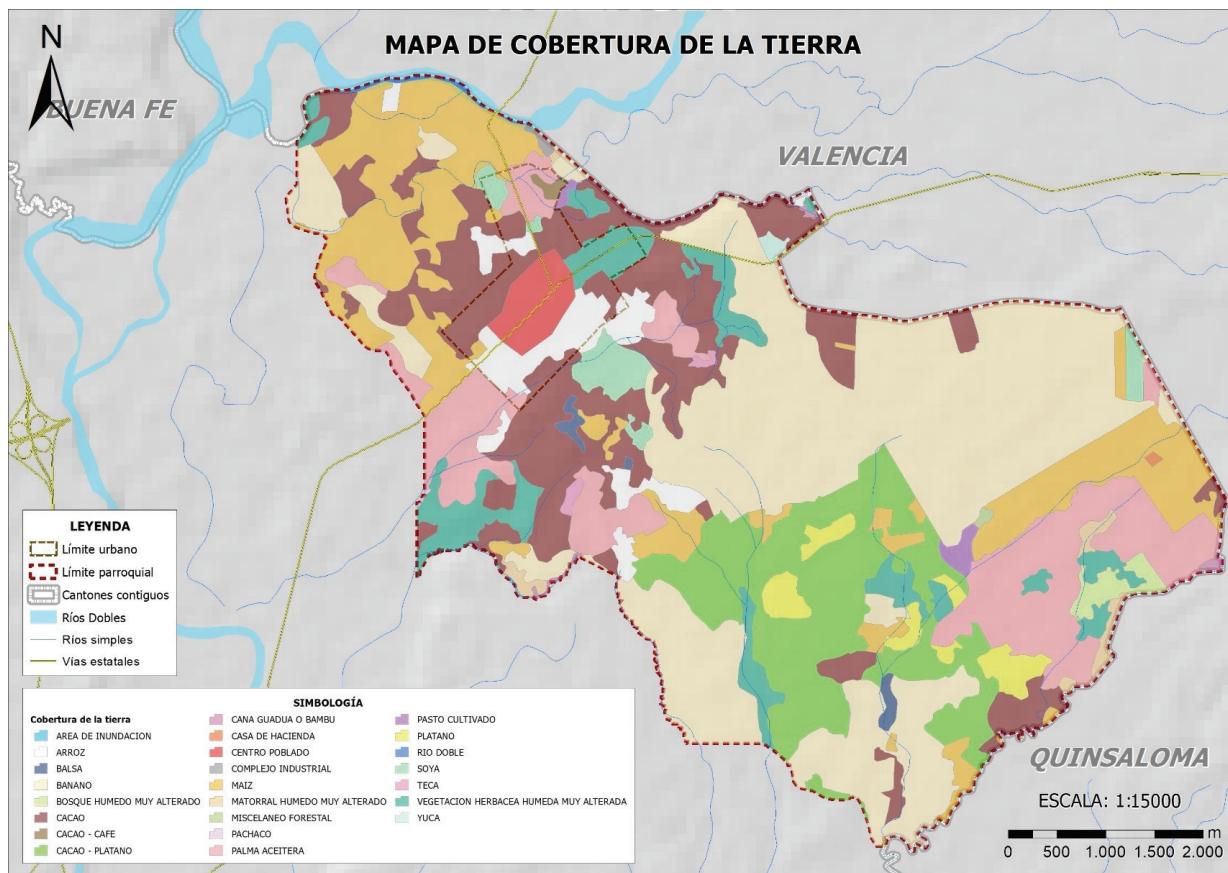 MAPA DE COBERTURA DE LA TIERRA
N
BUENA FE
VALENCIA
QUINSALOMA
LEYENDA
Límite urbano
Límite parroquial
Cantones contiguos
Ríos Dobles
Ríos simples
Vías estatales
ESCALA: 1:15000
m
0 500 1.000 1.500 2.000
SIMBOLOGÍA
Cobertura de la tierra
AREA DE INUNDACION
ARROZ
BALSA
BANANO
BOSQUE HUMEDO MUY ALTERADO
CACAO
CACAO - CAFE
CACAO - PLATANO
CANA GUADUA O BAMBU
CASA DE HACIENDA
CENTRO POBLADO
COMPLEJO INDUSTRIAL
MAIZ
MATORRAL HUMEDO MUY ALTERADO
MISCELANEO FORESTAL
PACHACO
PALMA ACEITERA
PASTO CULTIVADO
PLATANO
RIO DOBLE
SOYA
TECA
VEGETACION HERBACEA HUMEDA MUY ALTERADA
YUCA